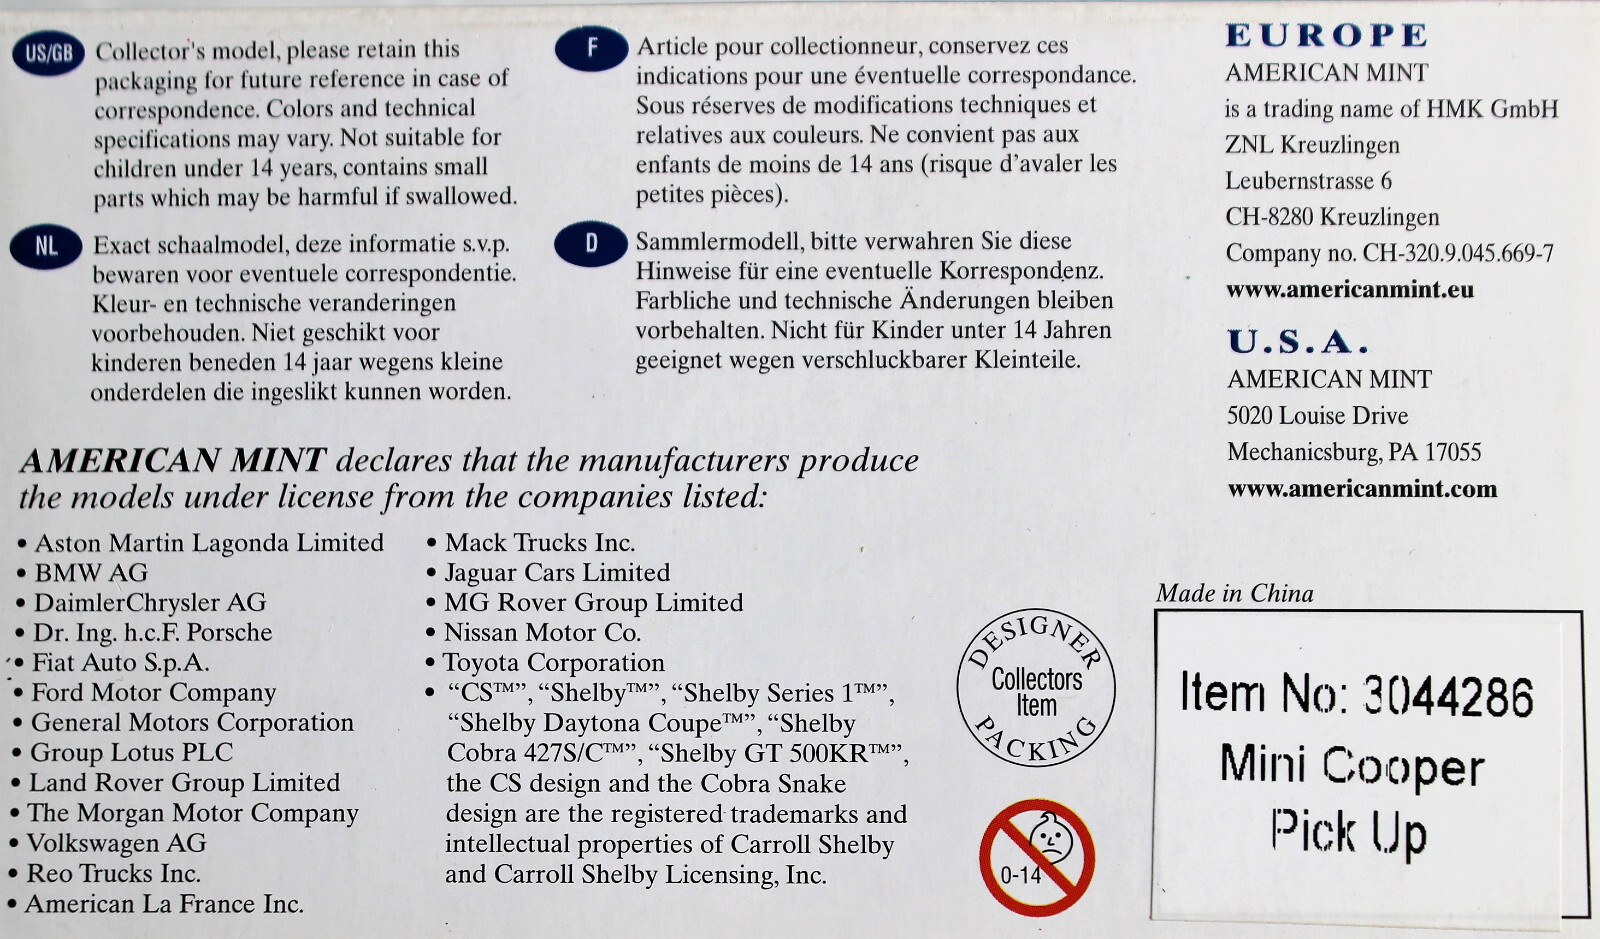 US/GB
Collector's model, please retain this
packaging for future reference in case of
correspondence. Colors and technical
specifications may vary. Not suitable for
children under 14 years, contains small
parts which may be harmful if swallowed.
NL
Exact schaalmodel, deze informatie s.v.p.
bewaren voor eventuele correspondentie.
Kleur- en technische veranderingen
voorbehouden. Niet geschikt voor
kinderen beneden 14 jaar wegens kleine
onderdelen die ingeslikt kunnen worden.
F
Article pour collectionneur, conservez ces
indications pour une éventuelle correspondance.
Sous réserves de modifications techniques et
relatives aux couleurs. Ne convient pas aux
enfants de moins de 14 ans (risque d'avaler les
petites pièces).
D
Sammlermodell, bitte verwahren Sie diese
Hinweise für eine eventuelle Korrespondenz.
Farbliche und technische Änderungen bleiben
vorbehalten. Nicht für Kinder unter 14 Jahren
geeignet wegen verschluckbarer Kleinteile.
EUROPE
AMERICAN MINT
is a trading name of HMK GmbH
ZNL Kreuzlingen
Leubernstrasse 6
CH-8280 Kreuzlingen
Company no. CH-320.9.045.669-7
www.americanmint.eu
U.S.A.
AMERICAN MINT
5020 Louise Drive
Mechanicsburg, PA 17055
www.americanmint.com
AMERICAN MINT declares that the manufacturers produce
the models under license from the companies listed:
• Aston Martin Lagonda Limited
• BMW AG
• DaimlerChrysler AG
• Dr. Ing. h.c.F. Porsche
• Fiat Auto S.p.A.
• Ford Motor Company
• General Motors Corporation
• Group Lotus PLC
• Land Rover Group Limited
• The Morgan Motor Company
• Volkswagen AG
• Reo Trucks Inc.
• American La France Inc.
• Mack Trucks Inc.
• Jaguar Cars Limited
• MG Rover Group Limited
• Nissan Motor Co.
• Toyota Corporation
• “CS™”, “Shelby™”, “Shelby Series 1™”,
“Shelby Daytona Coupe™”, “Shelby
Cobra 427S/C™”, “Shelby GT 500KR™”,
the CS design and the Cobra Snake
design are the registered trademarks and
intellectual properties of Carroll Shelby
and Carroll Shelby Licensing, Inc.
DESIGNER
Collectors
Item
PACKING
0-14
Made in China
Item No: 3044286
Mini Cooper
Pick Up